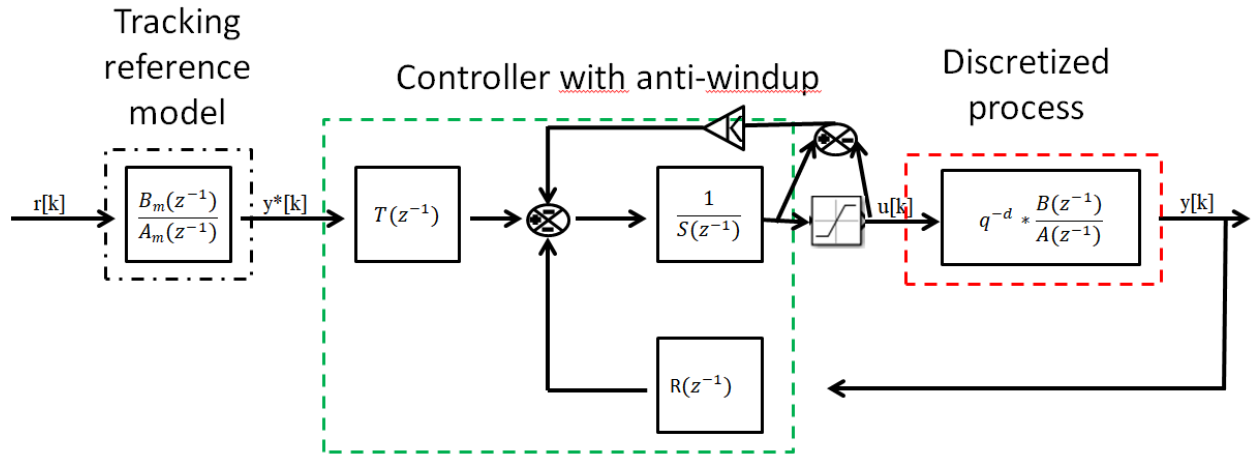 Tracking
reference
model
Controller with anti-windup
Discretized
process
r[k]
B_m(z⁻¹)
A_m(z⁻¹)
y*[k]
T(z⁻¹)
1
S(z⁻¹)
u[k]
q⁻ᵈ * B(z⁻¹)
A(z⁻¹)
y[k]
R(z⁻¹)